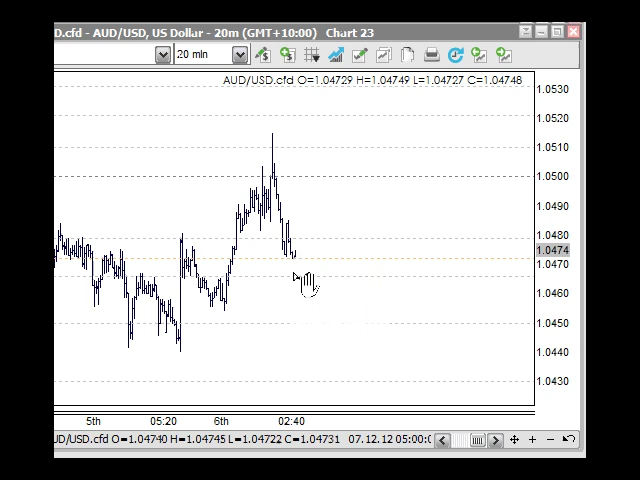 D.cfd - AUD/USD, US Dollar - 20m (GMT+10:00) Chart 23
20 min
AUD/USD.cfd O=1.04729 H=1.04749 L=1.04727 C=1.04748
1.0530
1.0520
1.0510
1.0500
1.0490
1.0480
1.0474
1.0470
1.0460
1.0450
1.0440
1.0430
5th 05:20 6th 02:40
UD/USD.cfd O=1.04740 H=1.04745 L=1.04722 C=1.04731 07.12.12 05:00:0